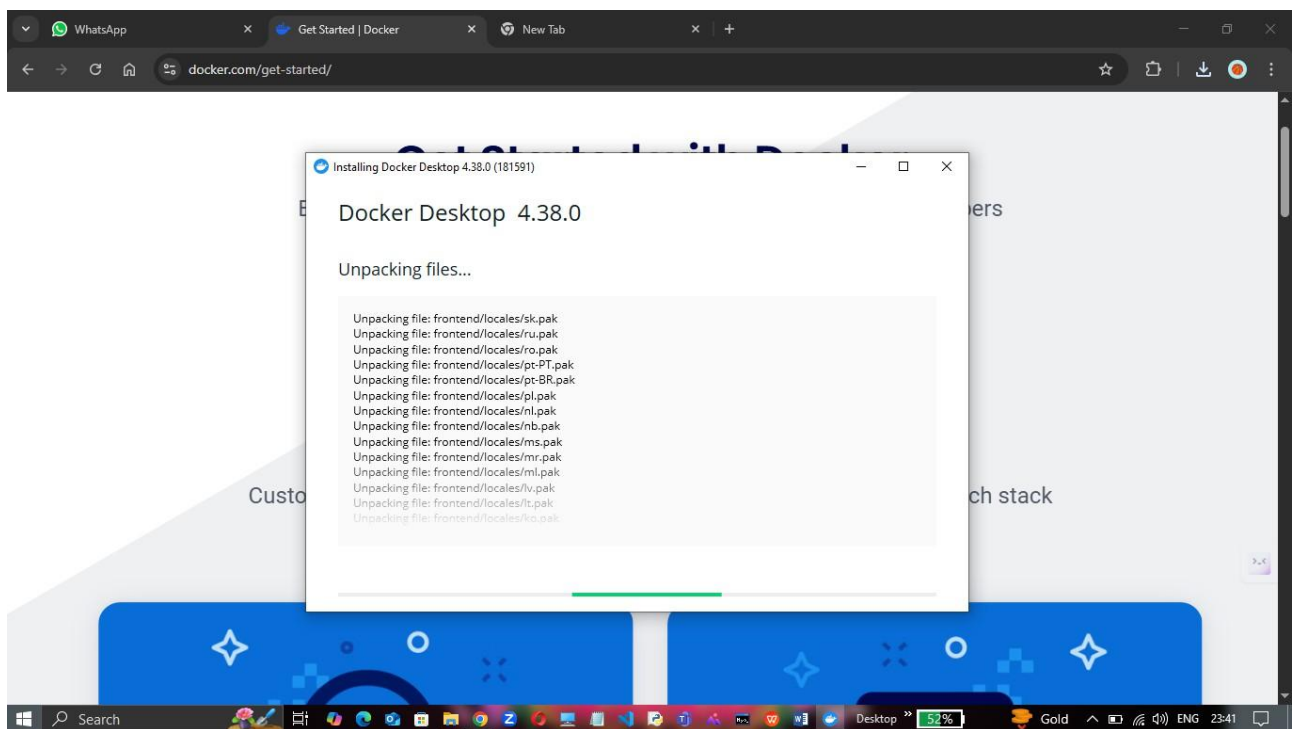 WhatsApp
Get Started | Docker
New Tab
docker.com/get-started/
Installing Docker Desktop 4.38.0 (181591)
Docker Desktop 4.38.0
Unpacking files...
Unpacking file: frontend/locales/sk.pak
Unpacking file: frontend/locales/ru.pak
Unpacking file: frontend/locales/ro.pak
Unpacking file: frontend/locales/pt-PT.pak
Unpacking file: frontend/locales/pt-BR.pak
Unpacking file: frontend/locales/pl.pak
Unpacking file: frontend/locales/nl.pak
Unpacking file: frontend/locales/nb.pak
Unpacking file: frontend/locales/ms.pak
Unpacking file: frontend/locales/mr.pak
Unpacking file: frontend/locales/ml.pak
Unpacking file: frontend/locales/lv.pak
Unpacking file: frontend/locales/lt.pak
Unpacking file: frontend/locales/ko.pak
Custo
ch stack
Search
Desktop
52%
Gold
ENG
23:41